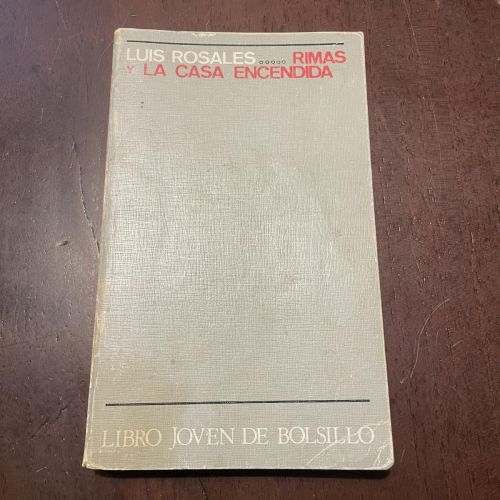 LUIS ROSALES ..... RIMAS
Y LA CASA ENCENDIDA
LIBRO JOVEN DE BOLSILLO